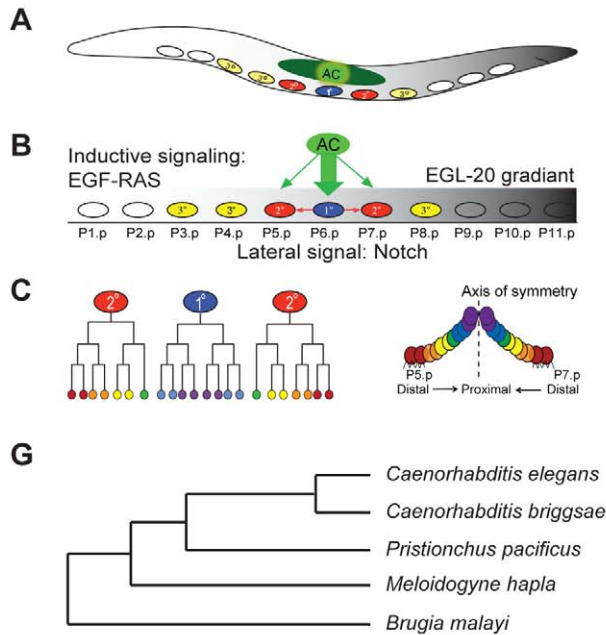 A
AC
3° 3° 2° 1° 2° 3°
B
Inductive signaling:
EGF-RAS
AC
EGL-20 gradiant
3° 3° 2° 1° 2° 3°
P1.p P2.p P3.p P4.p P5.p P6.p P7.p P8.p P9.p P10.p P11.p
Lateral signal: Notch
C
2° 1° 2°
Axis of symmetry
P5.p P7.p
Distal → Proximal ← Distal
G
Caenorhabditis elegans
Caenorhabditis briggsae
Pristionchus pacificus
Meloidogyne hapla
Brugia malayi